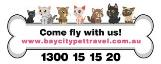 Come fly with us!
www.baycitypettravel.com.au
1300 15 15 20